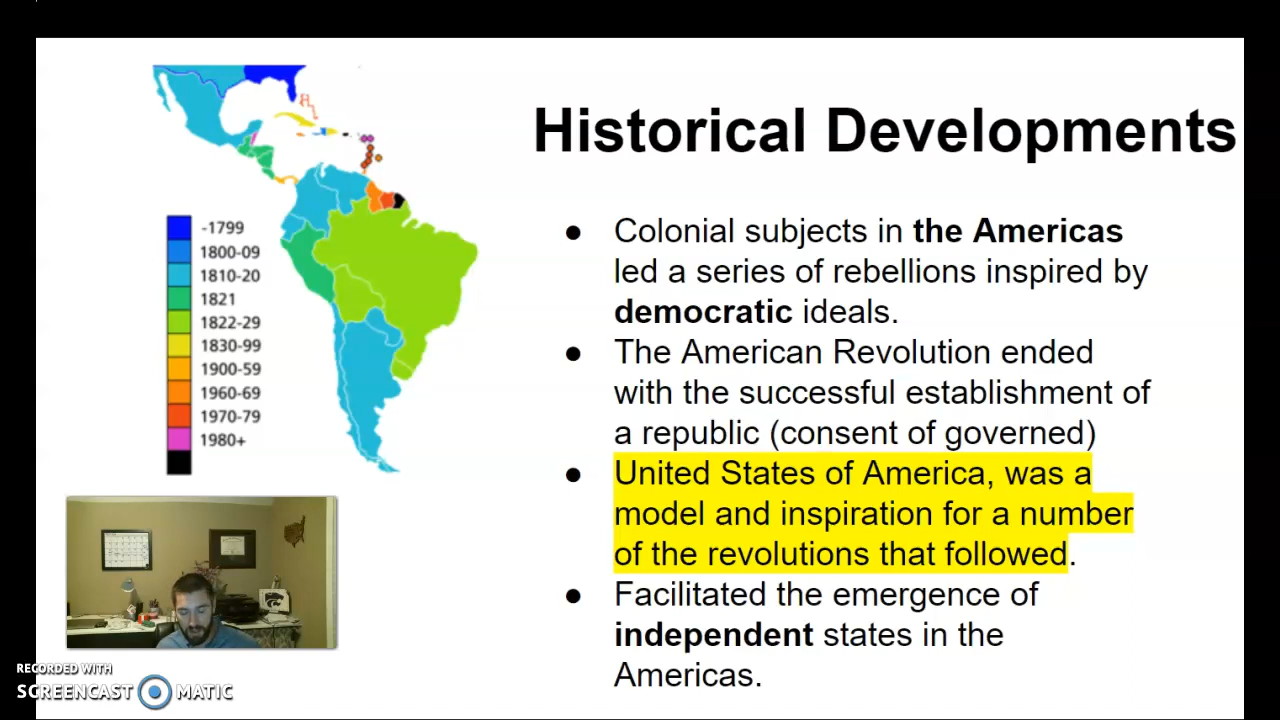 Historical Developments
-1799
1800-09
1810-20
1821
1822-29
1830-99
1900-59
1960-69
1970-79
1980+
● Colonial subjects in the Americas
led a series of rebellions inspired by
democratic ideals.
● The American Revolution ended
with the successful establishment of
a republic (consent of governed)
● United States of America, was a
model and inspiration for a number
of the revolutions that followed.
● Facilitated the emergence of
independent states in the
Americas.
RECORDED WITH
SCREENCAST MATIC